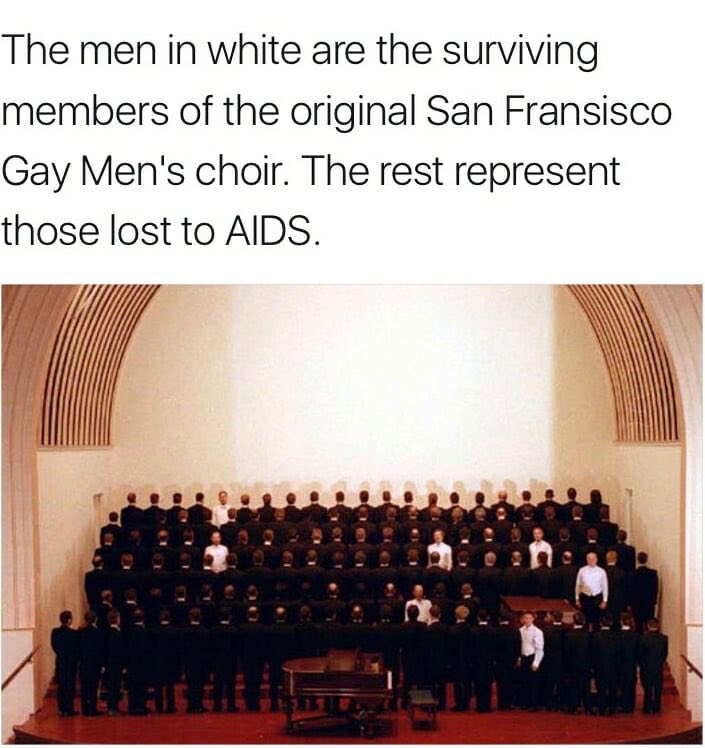 The men in white are the surviving
members of the original San Fransisco
Gay Men's choir. The rest represent
those lost to AIDS.